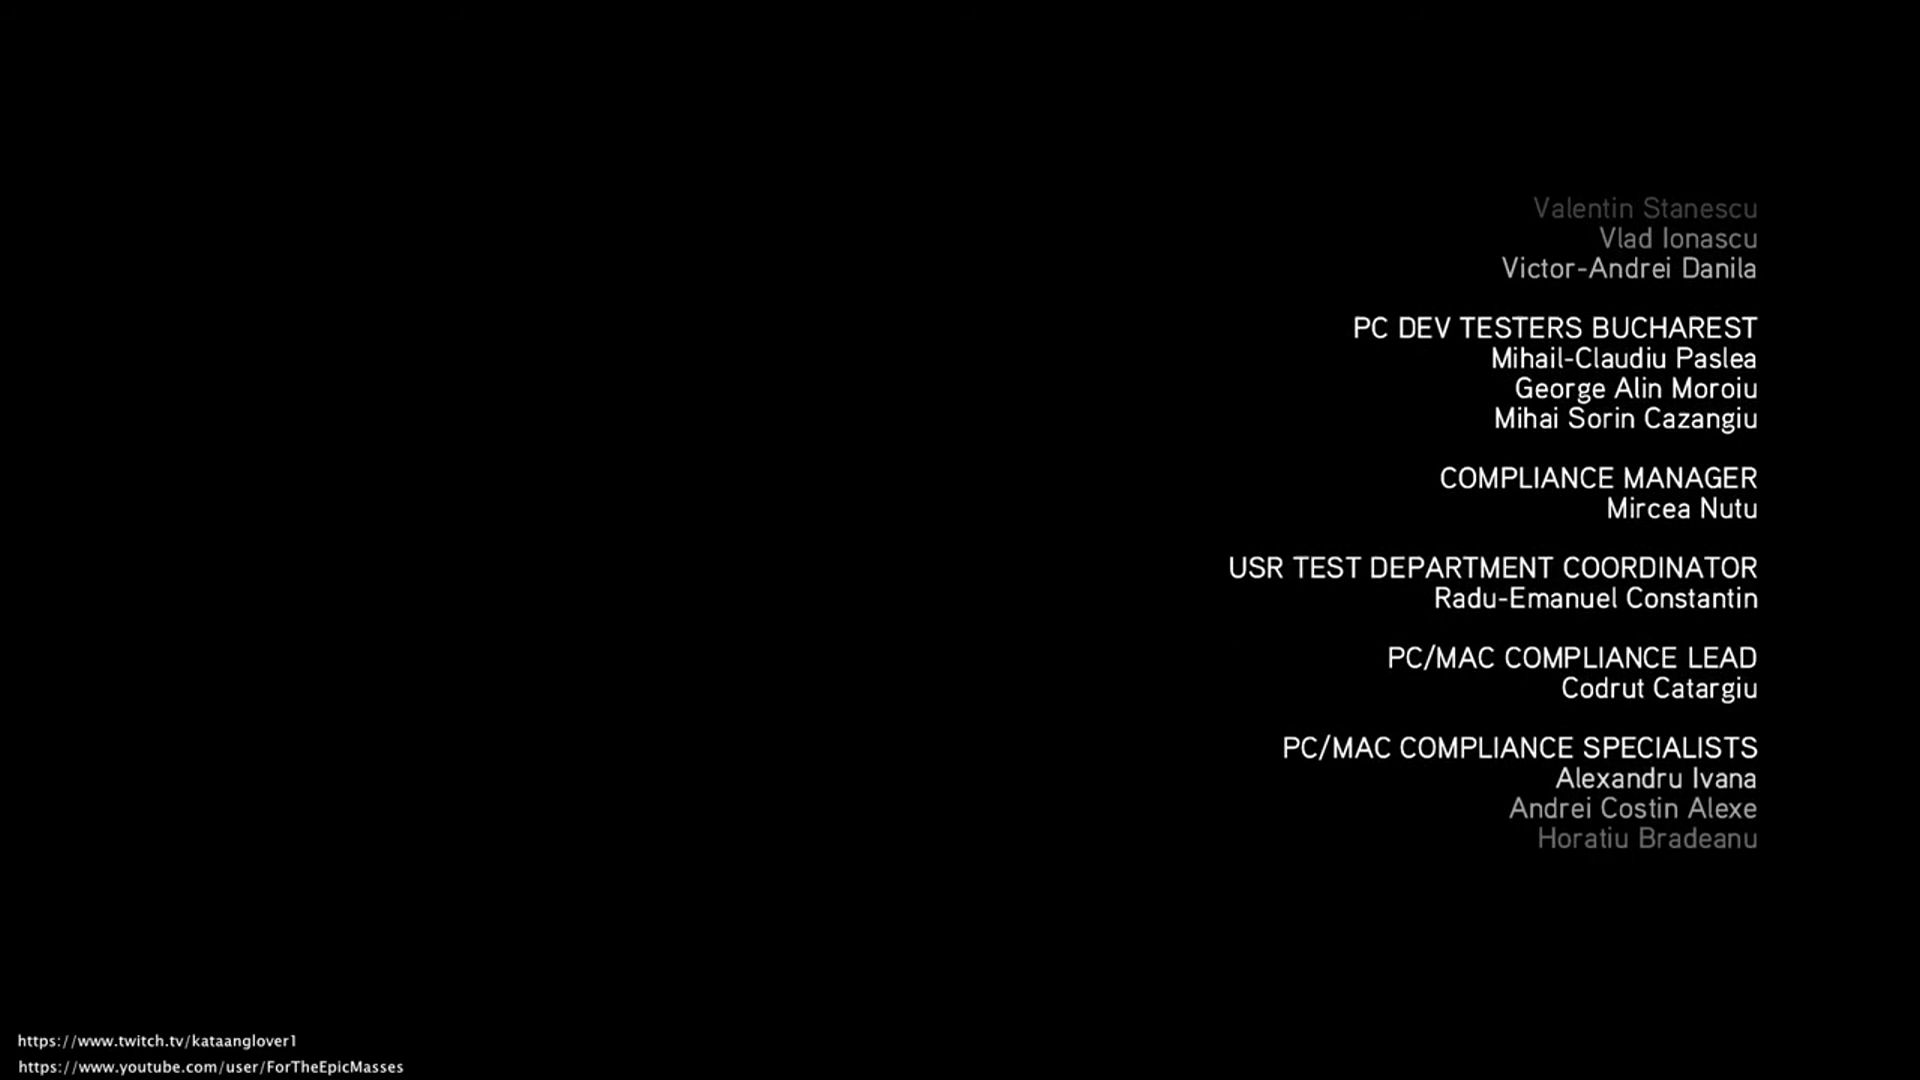 Valentin Stanescu
Vlad Ionascu
Victor-Andrei Danila
PC DEV TESTERS BUCHAREST
Mihail-Claudiu Paslea
George Alin Moroiu
Mihai Sorin Cazangiu
COMPLIANCE MANAGER
Mircea Nutu
USR TEST DEPARTMENT COORDINATOR
Radu-Emanuel Constantin
PC/MAC COMPLIANCE LEAD
Codrut Catargiu
PC/MAC COMPLIANCE SPECIALISTS
Alexandru Ivana
Andrei Costin Alexe
Horatiu Bradeanu
https://www.twitch.tv/kataanglover1
https://www.youtube.com/user/ForTheEpicMasses